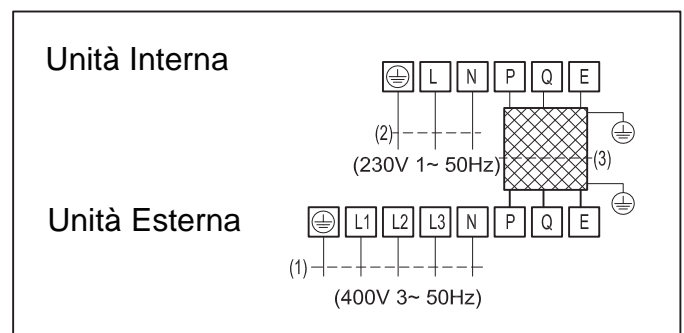 Unità Interna
L N P Q E
(2)
(230V 1~ 50Hz)
(3)
Unità Esterna
L1 L2 L3 N P Q E
(1)
(400V 3~ 50Hz)